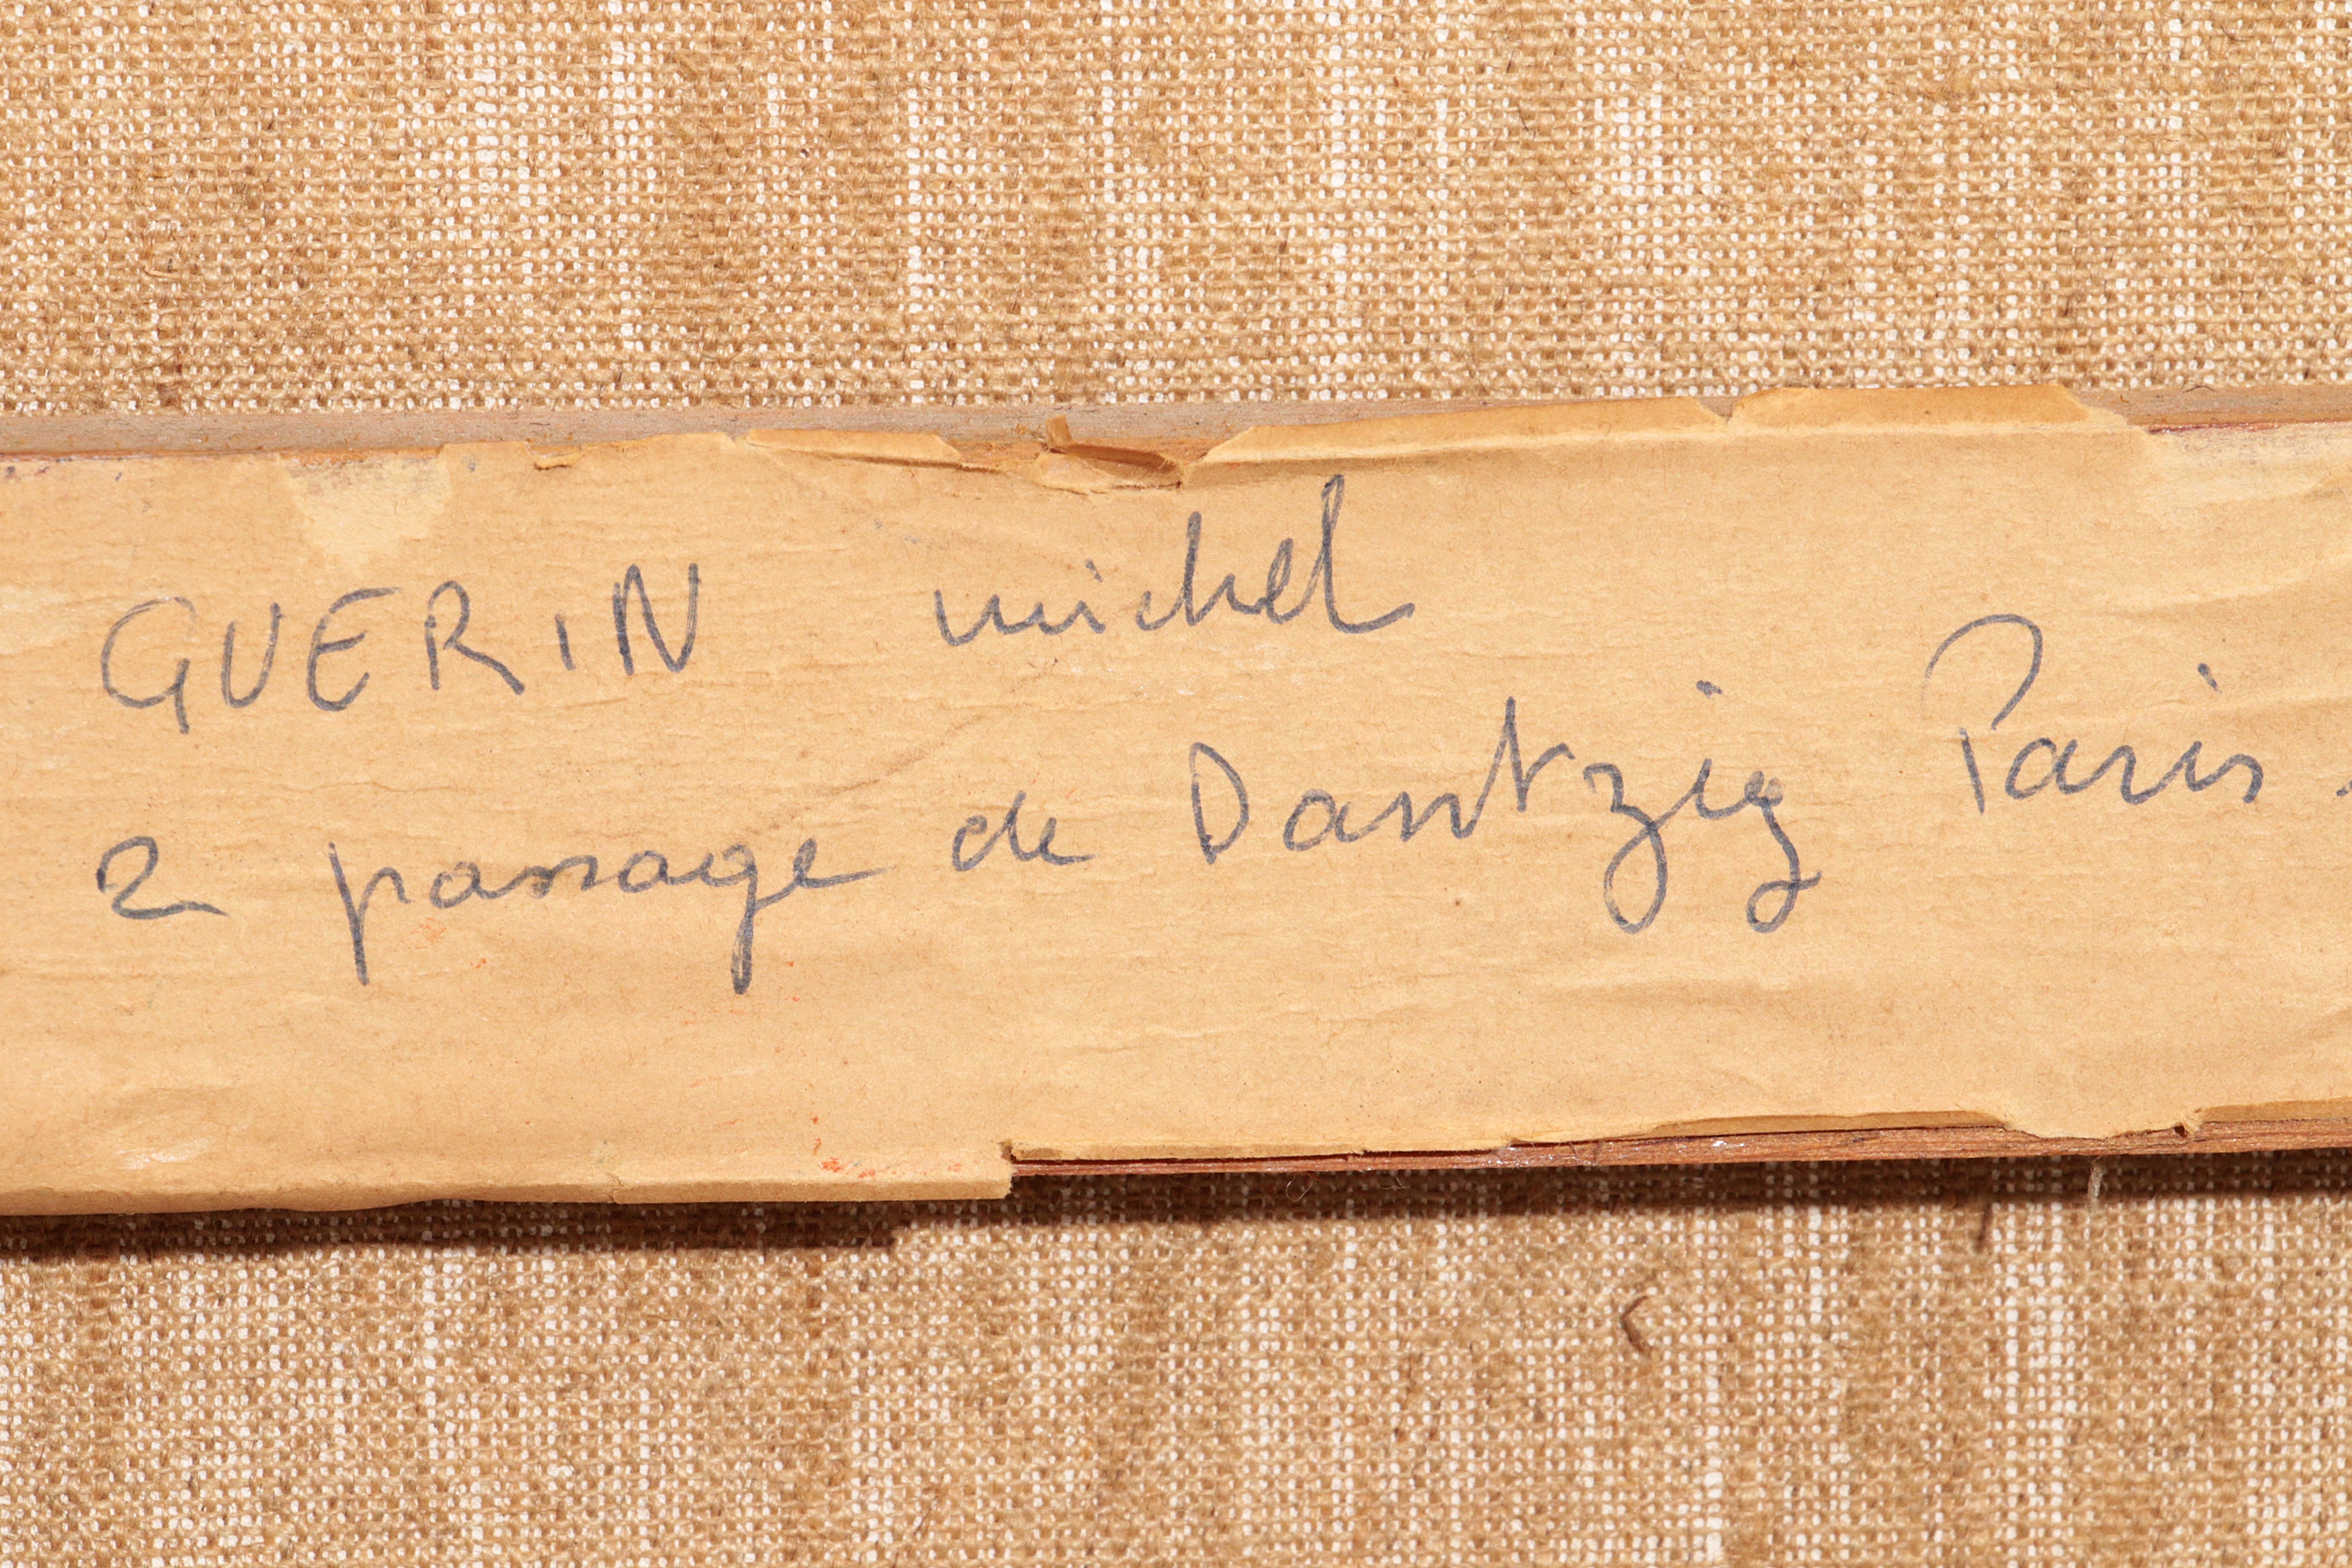 GUERIN michel
2 passage de Dantzig Paris.